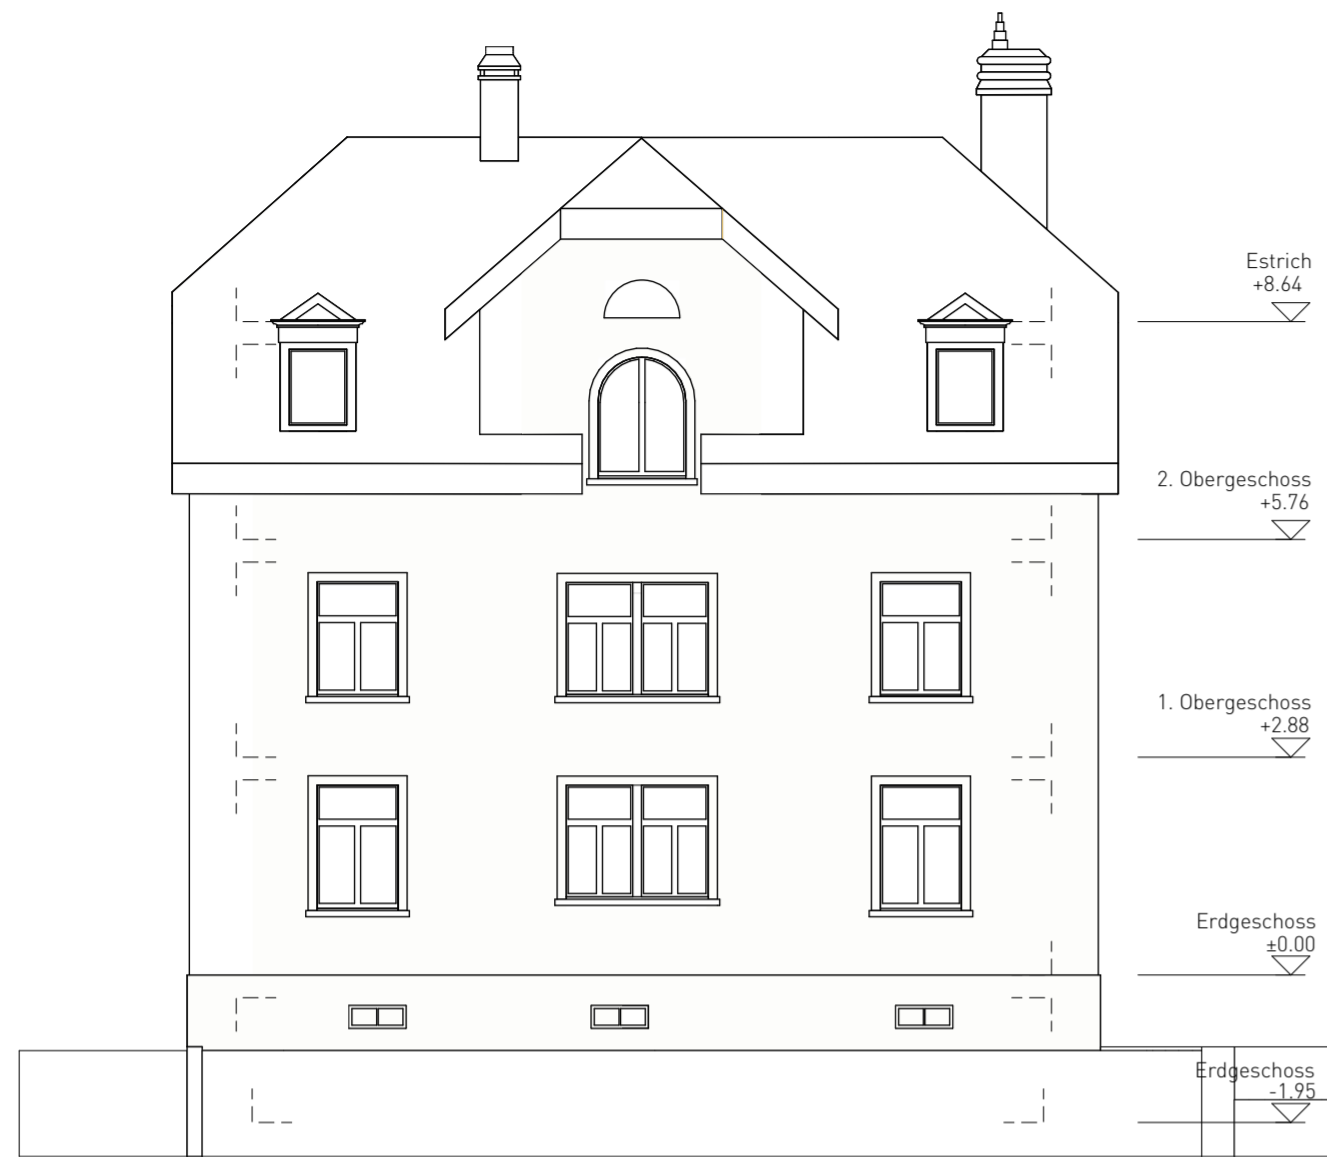 Estrich
+8.64
2. Obergeschoss
+5.76
1. Obergeschoss
+2.88
Erdgeschoss
±0.00
Erdgeschoss
-1.95